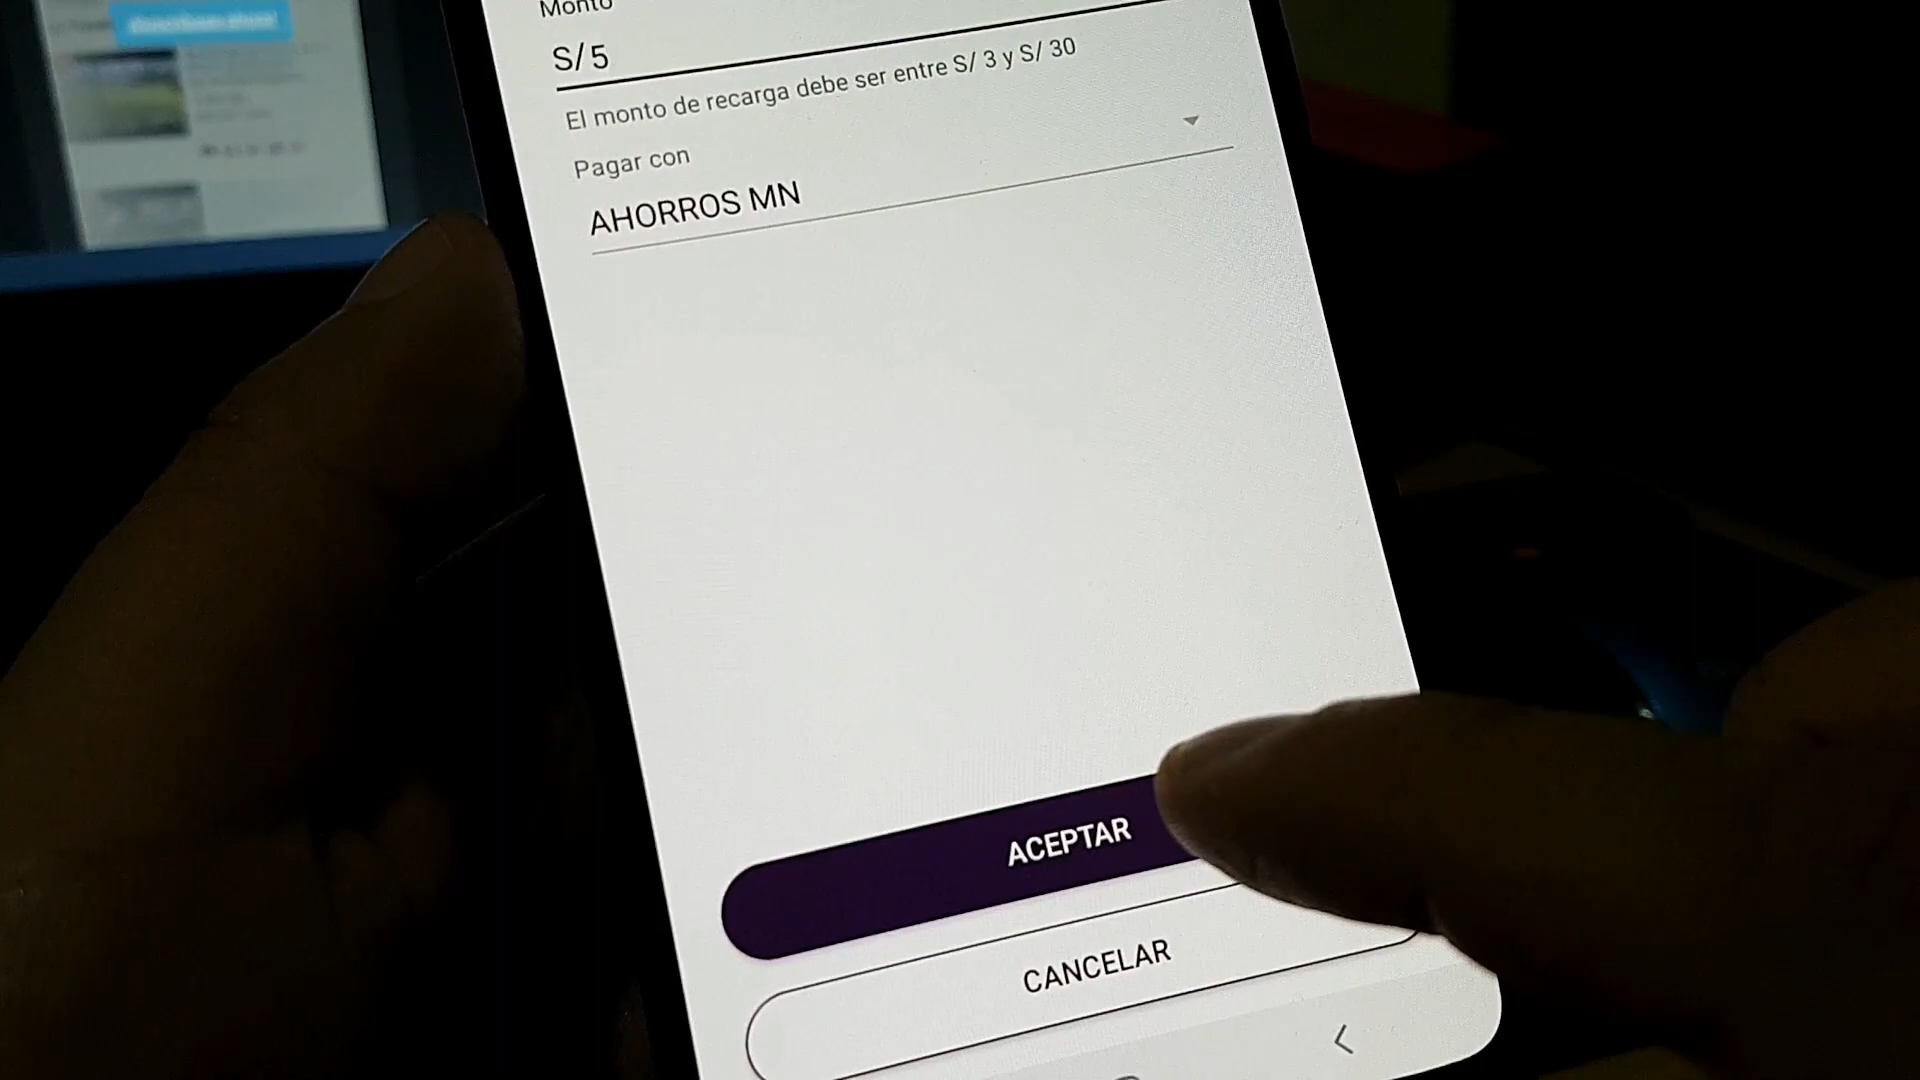 Monto
S/ 5
El monto de recarga debe ser entre S/ 3 y S/ 30
Pagar con
AHORROS MN
ACEPTAR
CANCELAR